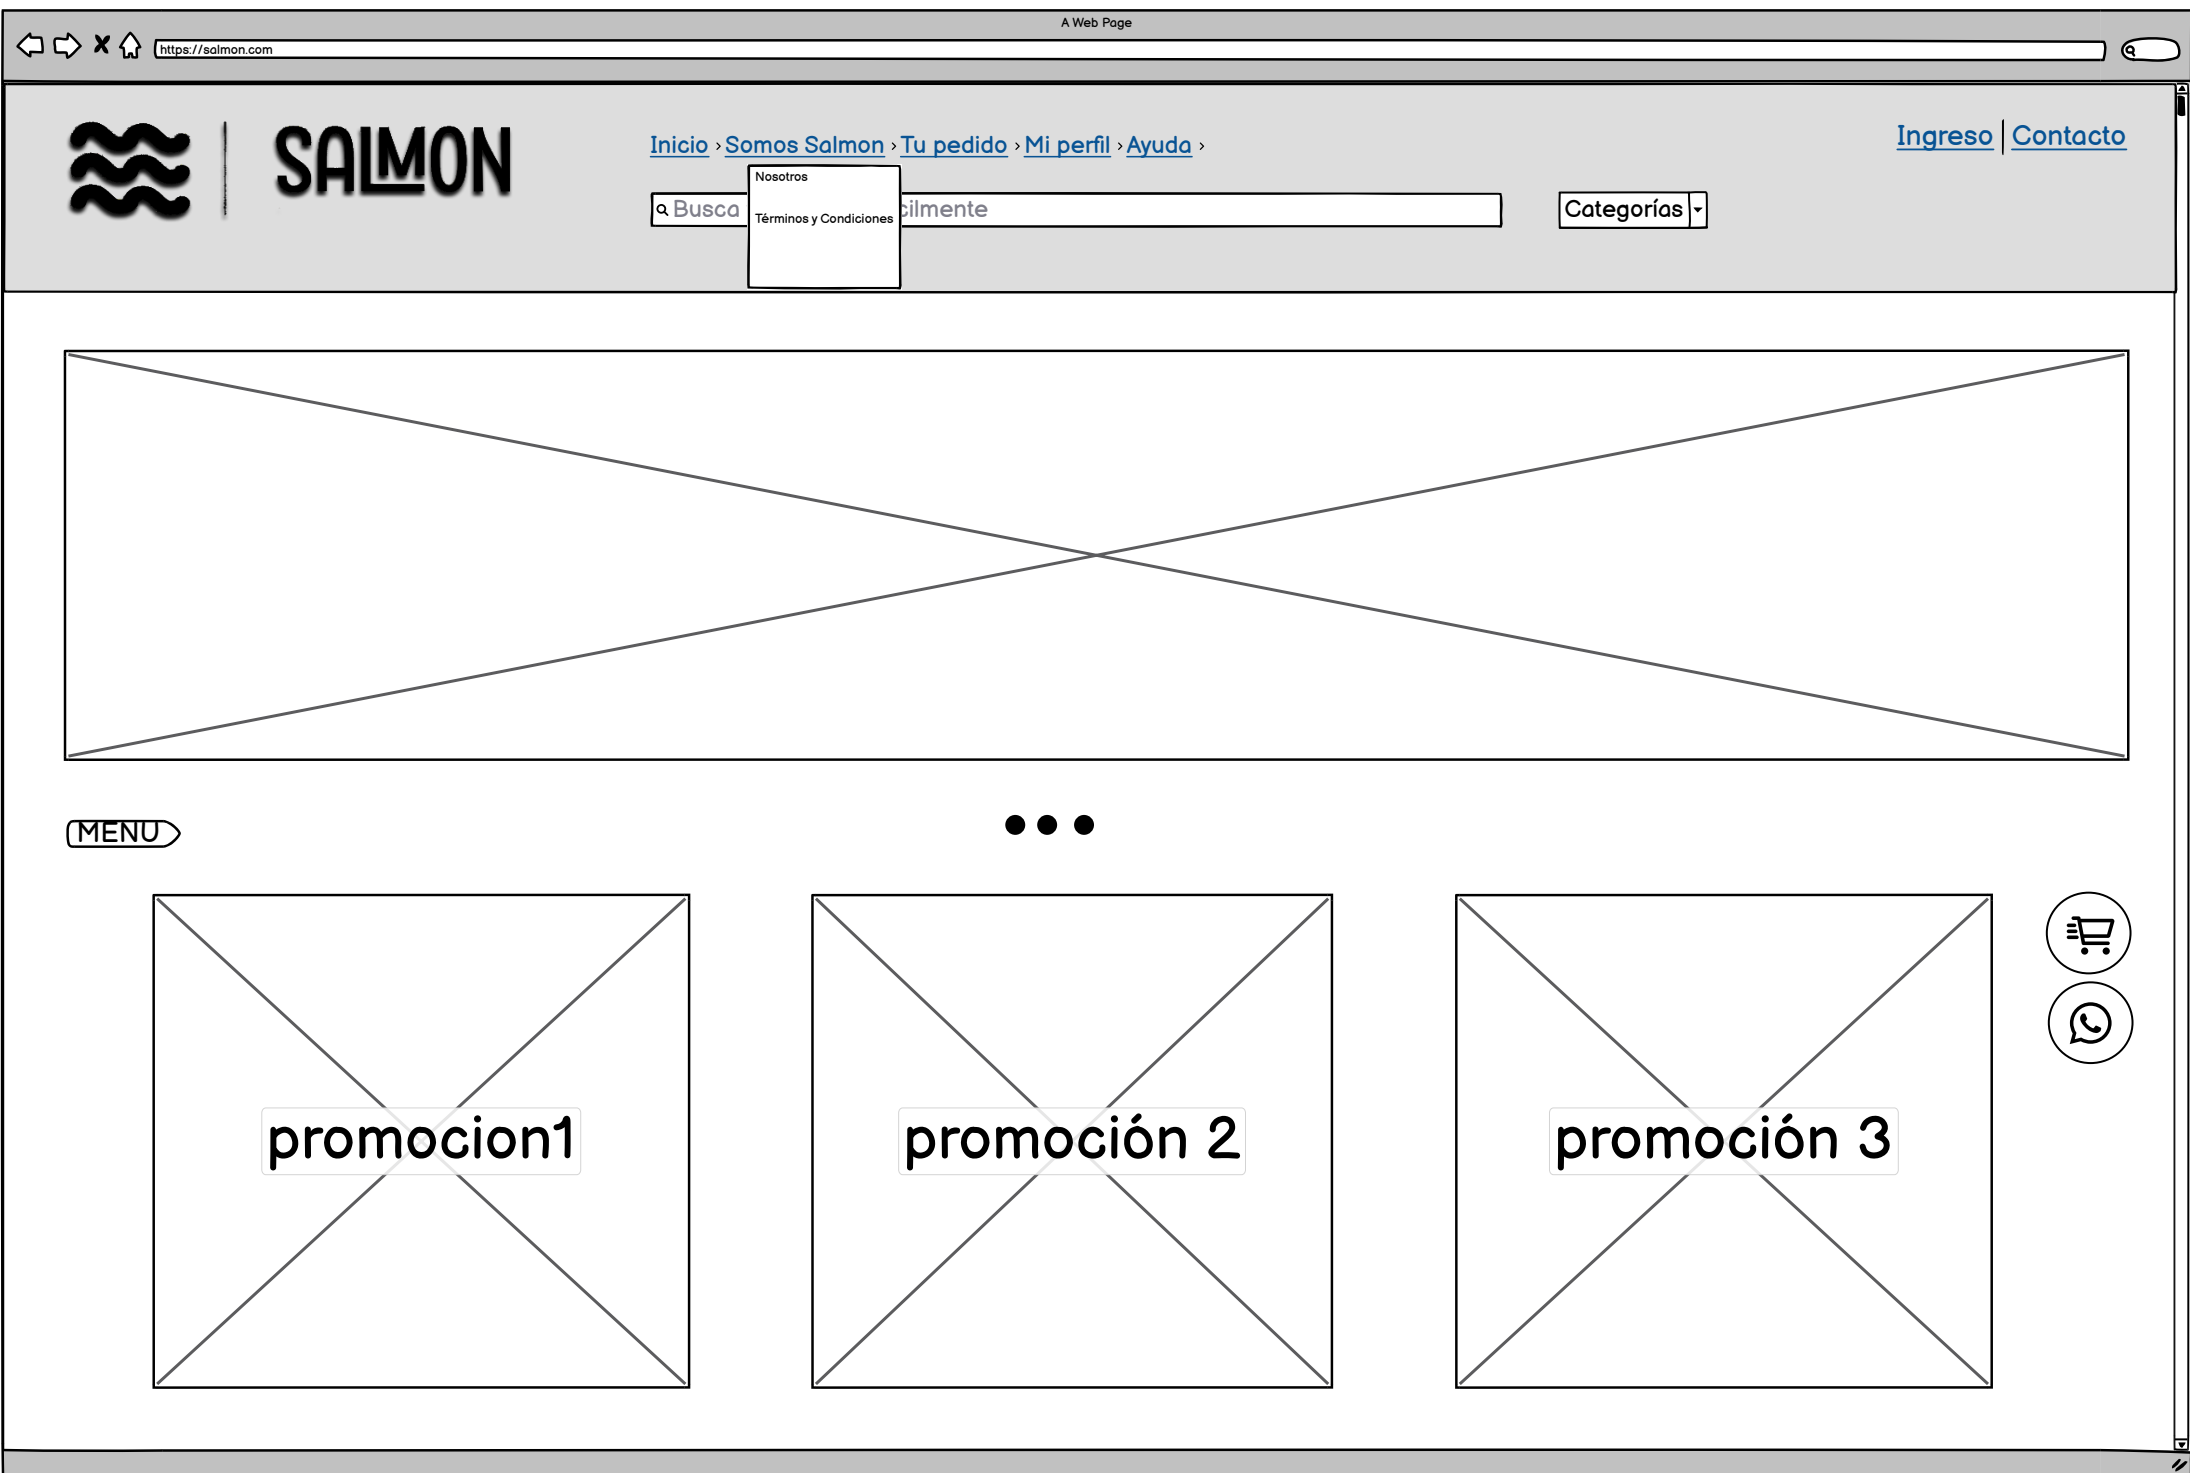 A Web Page
https://salmon.com
SALMON
Inicio › Somos Salmon › Tu pedido › Mi perfil › Ayuda ›
Ingreso | Contacto
Nosotros
Busca
cilmente
Términos y Condiciones
Categorías
MENU
promocion1
promoción 2
promoción 3